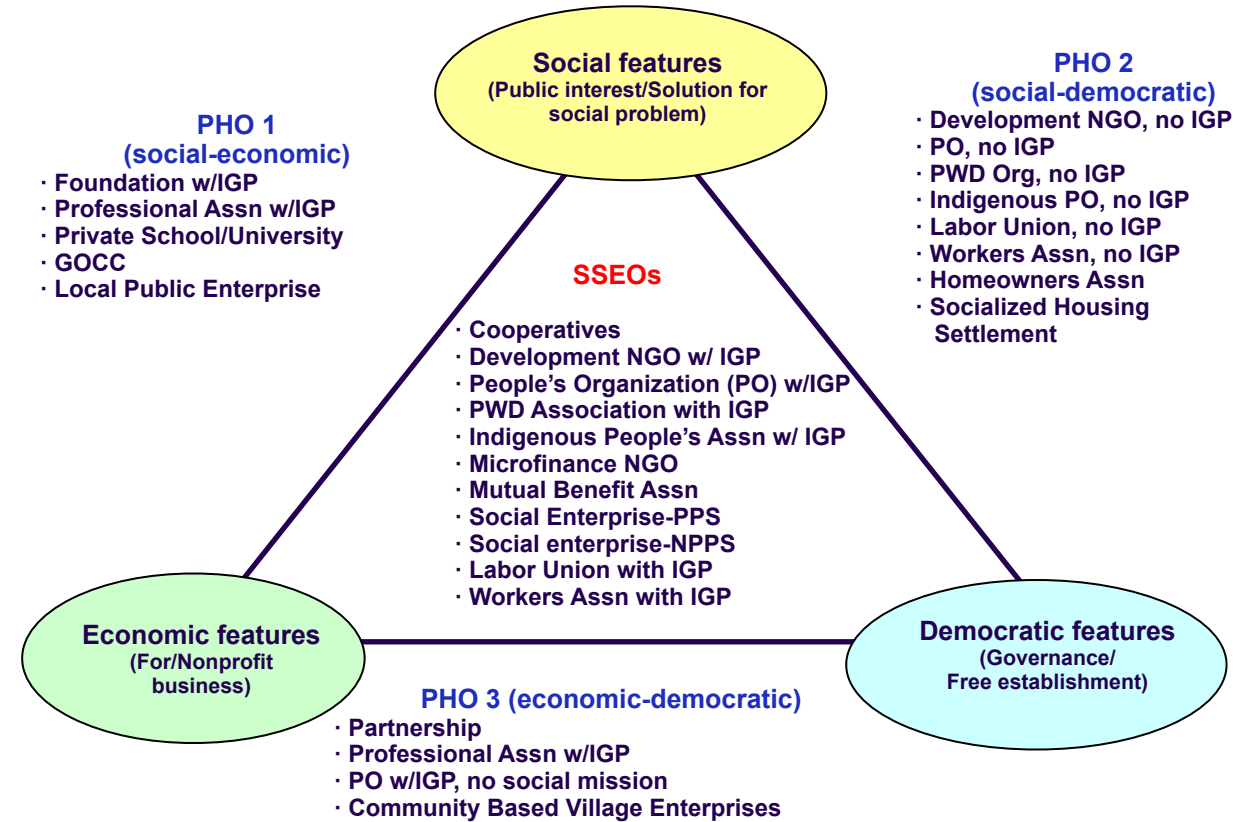 Social features
(Public interest/Solution for
social problem)
PHO 1
(social-economic)
· Foundation w/IGP
· Professional Assn w/IGP
· Private School/University
· GOCC
· Local Public Enterprise
PHO 2
(social-democratic)
· Development NGO, no IGP
· PO, no IGP
· PWD Org, no IGP
· Indigenous PO, no IGP
· Labor Union, no IGP
· Workers Assn, no IGP
· Homeowners Assn
· Socialized Housing
Settlement
SSEOs
· Cooperatives
· Development NGO w/ IGP
· People’s Organization (PO) w/IGP
· PWD Association with IGP
· Indigenous People’s Assn w/ IGP
· Microfinance NGO
· Mutual Benefit Assn
· Social Enterprise-PPS
· Social enterprise-NPPS
· Labor Union with IGP
· Workers Assn with IGP
Economic features
(For/Nonprofit
business)
Democratic features
(Governance/
Free establishment)
PHO 3 (economic-democratic)
· Partnership
· Professional Assn w/IGP
· PO w/IGP, no social mission
· Community Based Village Enterprises